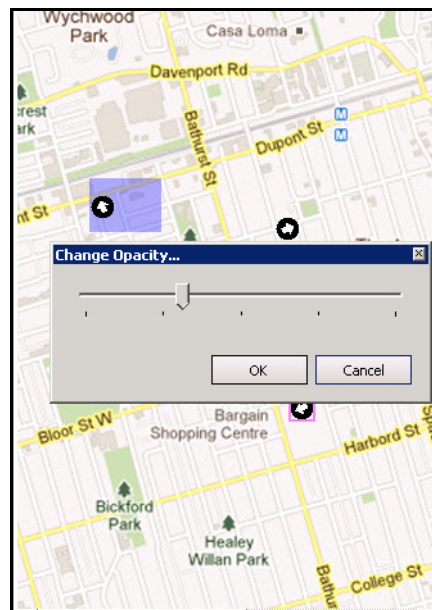 Wychwood
Park
Casa Loma
Davenport Rd
crest
ark
Bathurst St
M
Dupont St
M
nt St
Change Opacity...
OK
Cancel
Bargain
Shopping Centre
Bloor St W
Harbord St
Bickford
Park
Healey
Willan Park
Bathur
College St